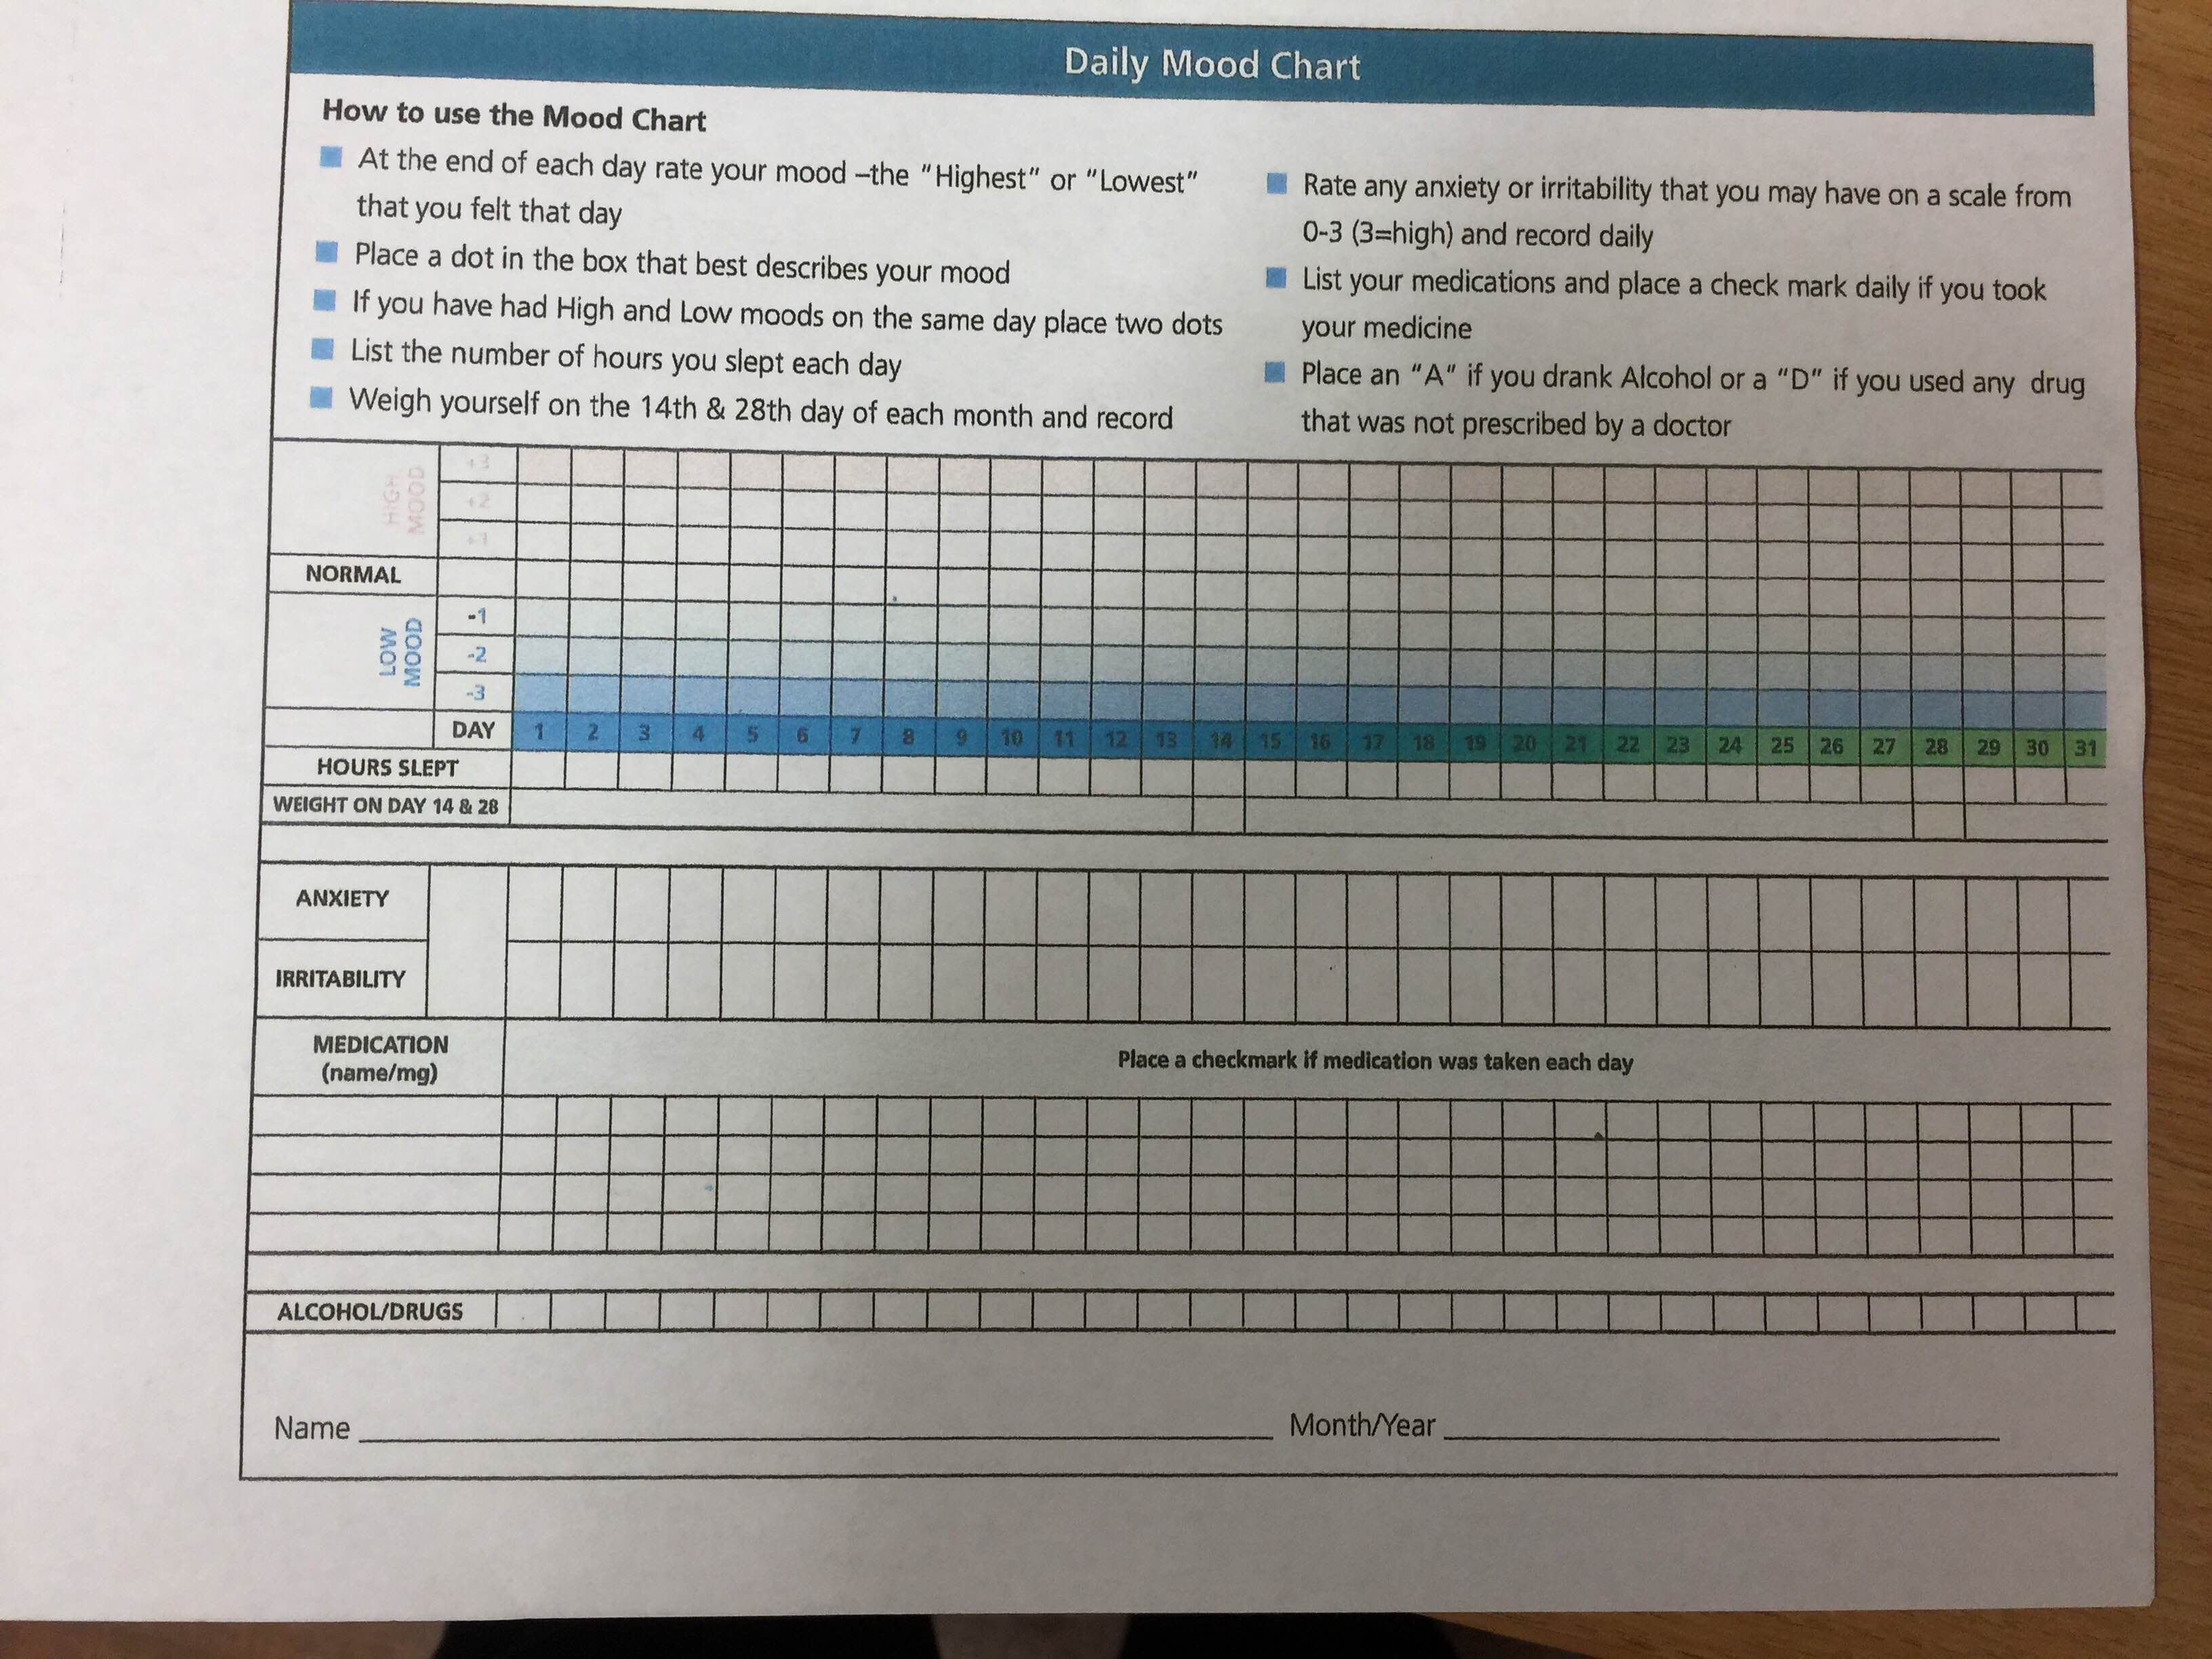 Daily Mood Chart
How to use the Mood Chart
At the end of each day rate your mood –the "Highest" or "Lowest"
that you felt that day
Place a dot in the box that best describes your mood
If you have had High and Low moods on the same day place two dots
List the number of hours you slept each day
Weigh yourself on the 14th & 28th day of each month and record
Rate any anxiety or irritability that you may have on a scale from
0-3 (3=high) and record daily
List your medications and place a check mark daily if you took
your medicine
Place an "A" if you drank Alcohol or a "D" if you used any drug
that was not prescribed by a doctor
HIGH
MOOD
+3
+2
+1
NORMAL
LOW
MOOD
-1
-2
-3
DAY 1 2 3 4 5 6 7 8 9 10 11 12 13 14 15 16 17 18 19 20 21 22 23 24 25 26 27 28 29 30 31
HOURS SLEPT
WEIGHT ON DAY 14 & 28
ANXIETY
IRRITABILITY
MEDICATION
(name/mg)
Place a checkmark if medication was taken each day
ALCOHOL/DRUGS
Name Month/Year